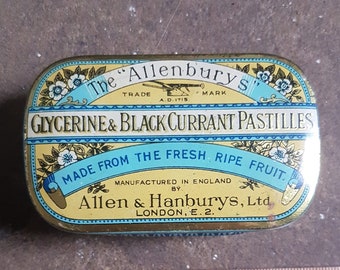 The "Allenburys"
TRADE MARK
A.D. 1715
GLYCERINE & BLACK CURRANT PASTILLES
MADE FROM THE FRESH RIPE FRUIT.
MANUFACTURED IN ENGLAND
BY
Allen & Hanburys, Ltd.
LONDON, E. 2.